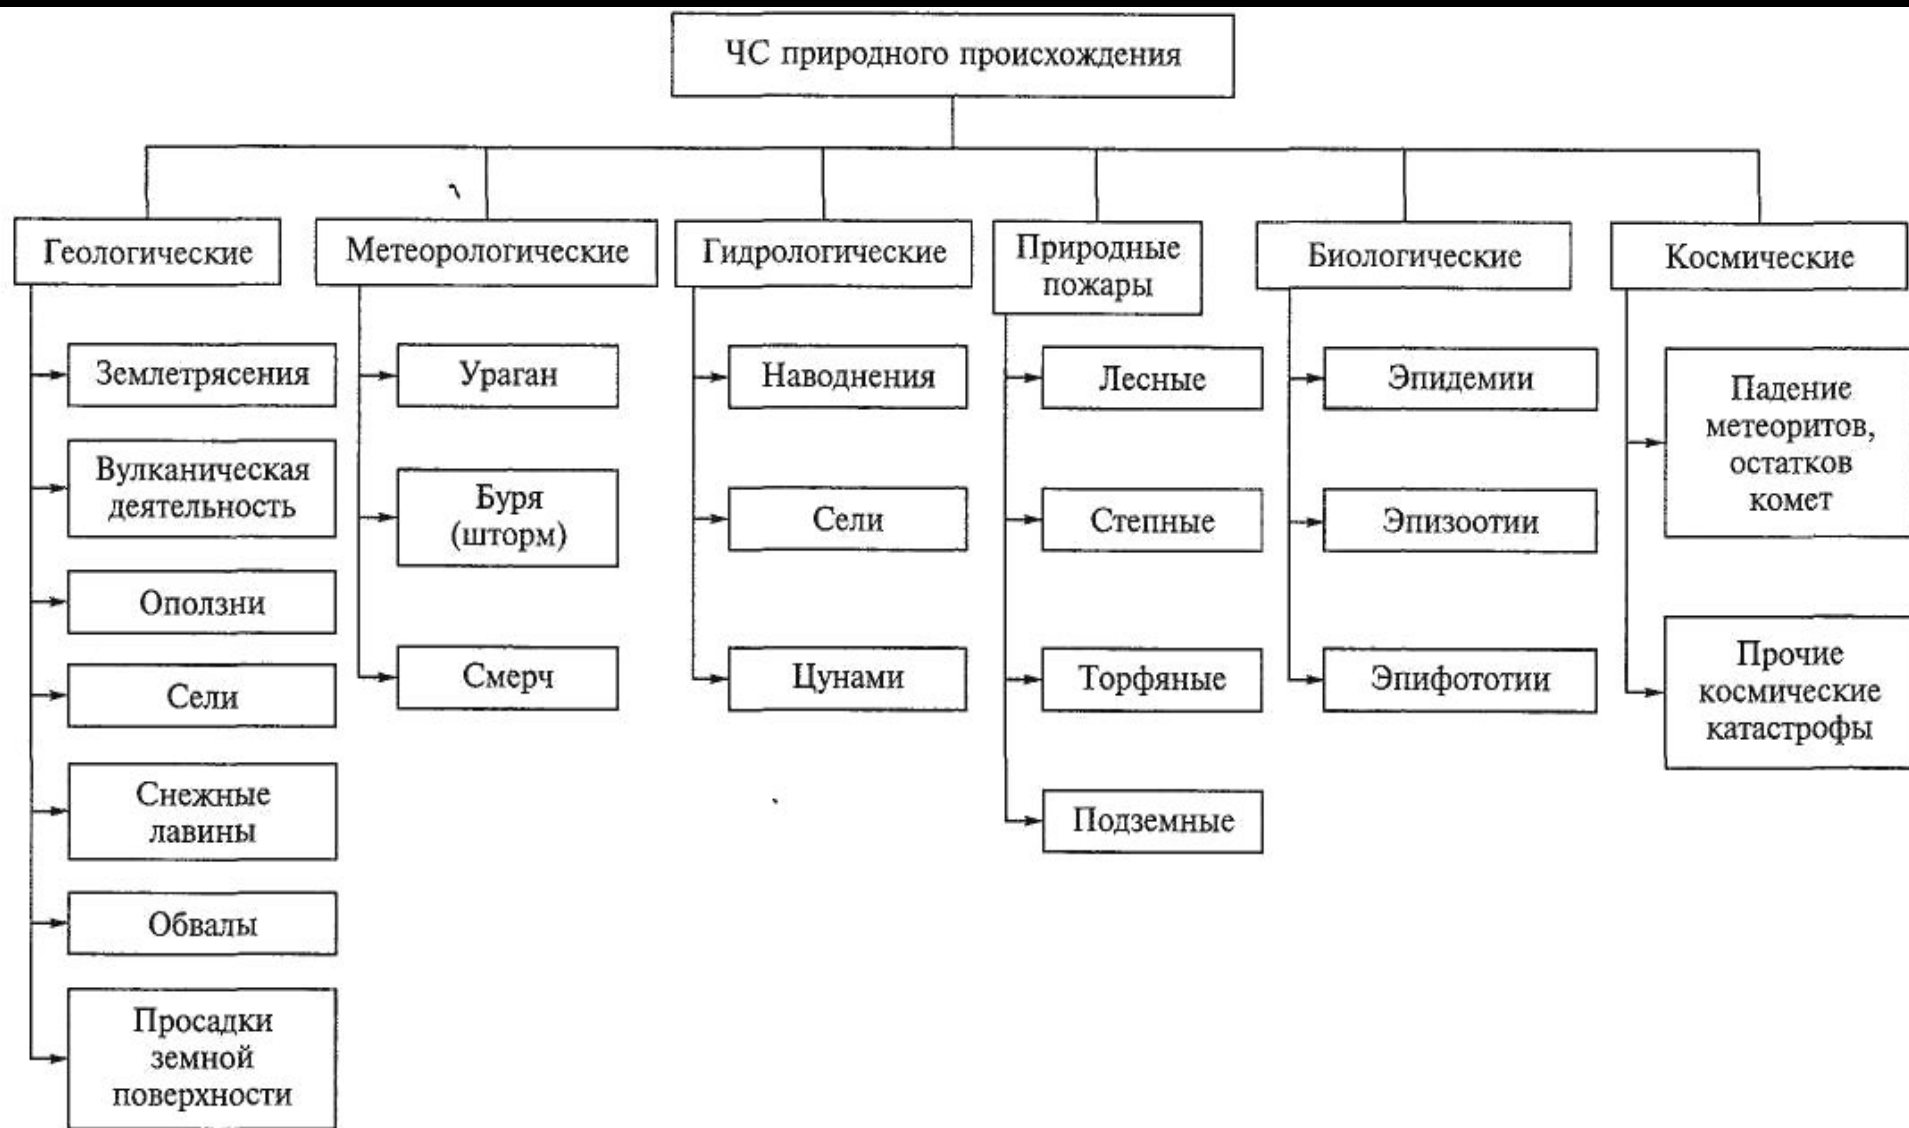 ЧС природного происхождения
Геологические
Землетрясения
Вулканическая
деятельность
Оползни
Сели
Снежные
лавины
Обвалы
Просадки
земной
поверхности
Метеорологические
Ураган
Буря
(шторм)
Смерч
Гидрологические
Наводнения
Сели
Цунами
Природные
пожары
Лесные
Степные
Торфяные
Подземные
Биологические
Эпидемии
Эпизоотии
Эпифототии
Космические
Падение
метеоритов,
остатков
комет
Прочие
космические
катастрофы